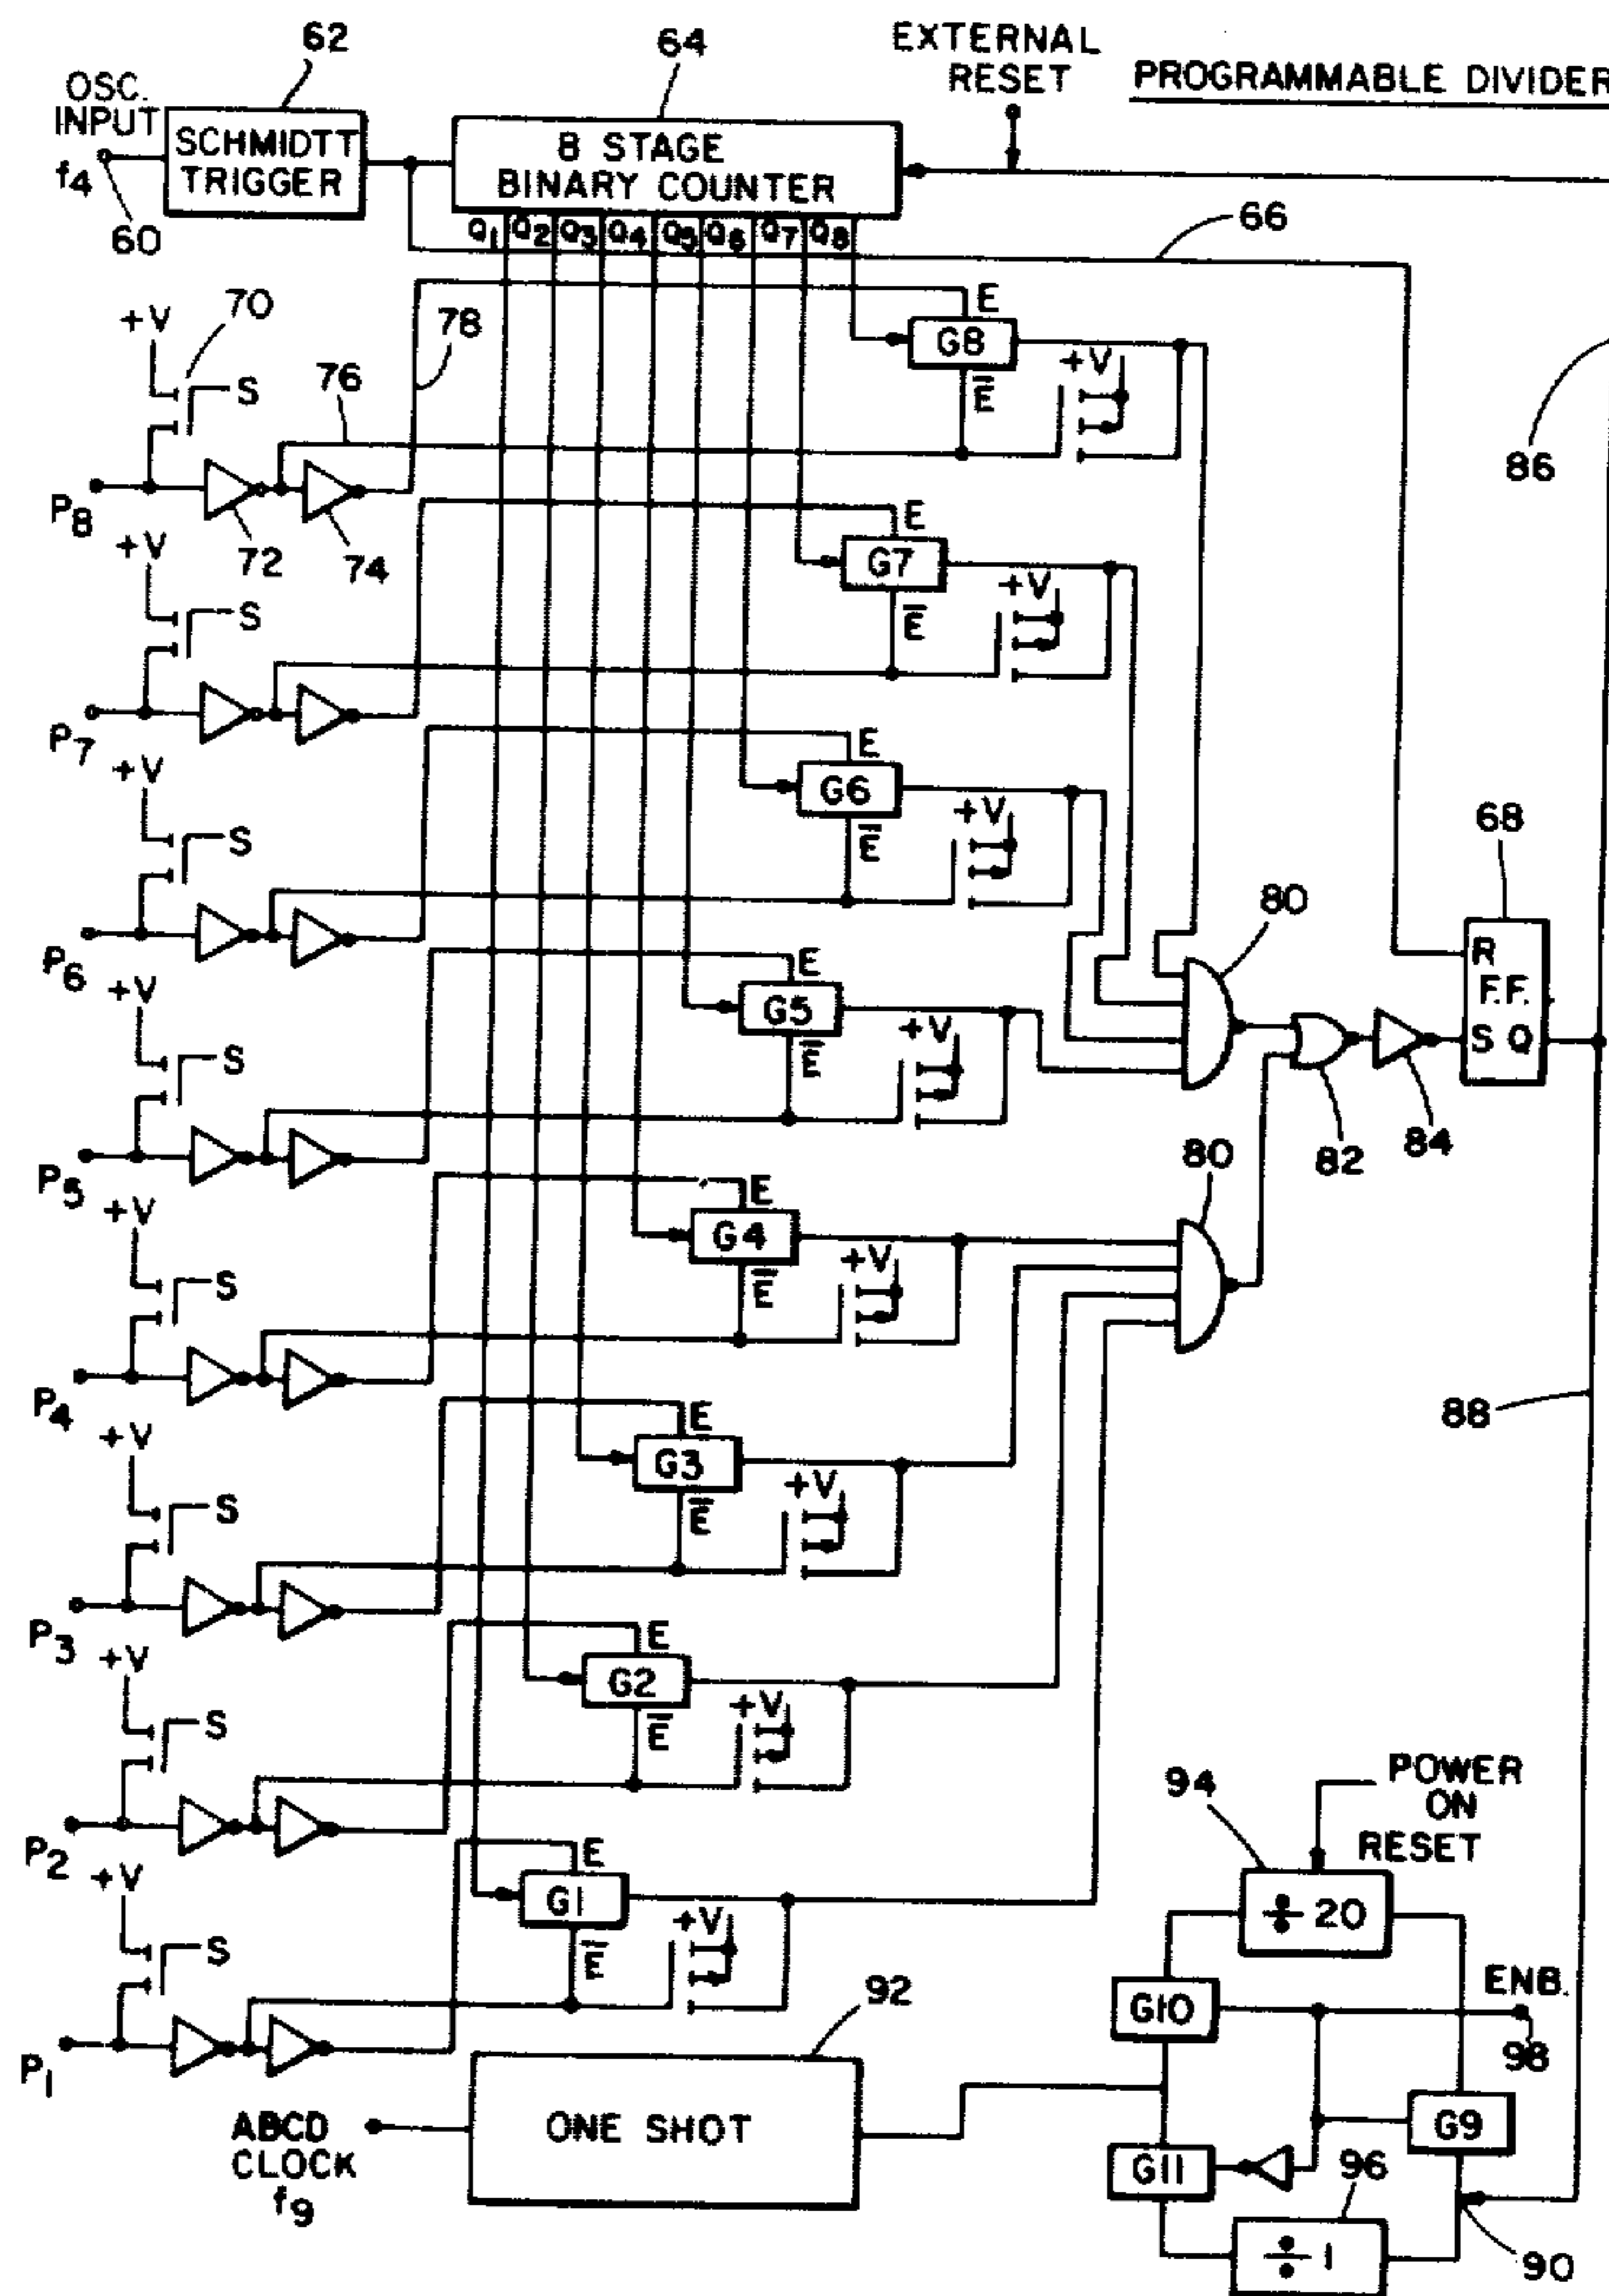 62
64
EXTERNAL
RESET
PROGRAMMABLE DIVIDER
OSC.
INPUT
f4
60
SCHMIDTT
TRIGGER
8 STAGE
BINARY COUNTER
Q1 Q2 Q3 Q4 Q5 Q6 Q7 Q8
66
+V
70
S
78
76
E
G8
E̅
+V
86
P8
72
74
+V
S
E
G7
E̅
+V
P7
+V
S
E
G6
E̅
+V
68
80
P6
+V
S
E
G5
E̅
+V
R
F.F.
S Q
82
84
P5
+V
S
80
E
G4
E̅
+V
P4
+V
S
88
E
G3
E̅
+V
P3
+V
S
E
G2
E̅
+V
P2
+V
S
E
G1
E̅
+V
P1
94
POWER
ON
RESET
÷ 20
ENB.
98
G10
92
ONE SHOT
ABCD
CLOCK
f9
G9
G11
96
÷ 1
90